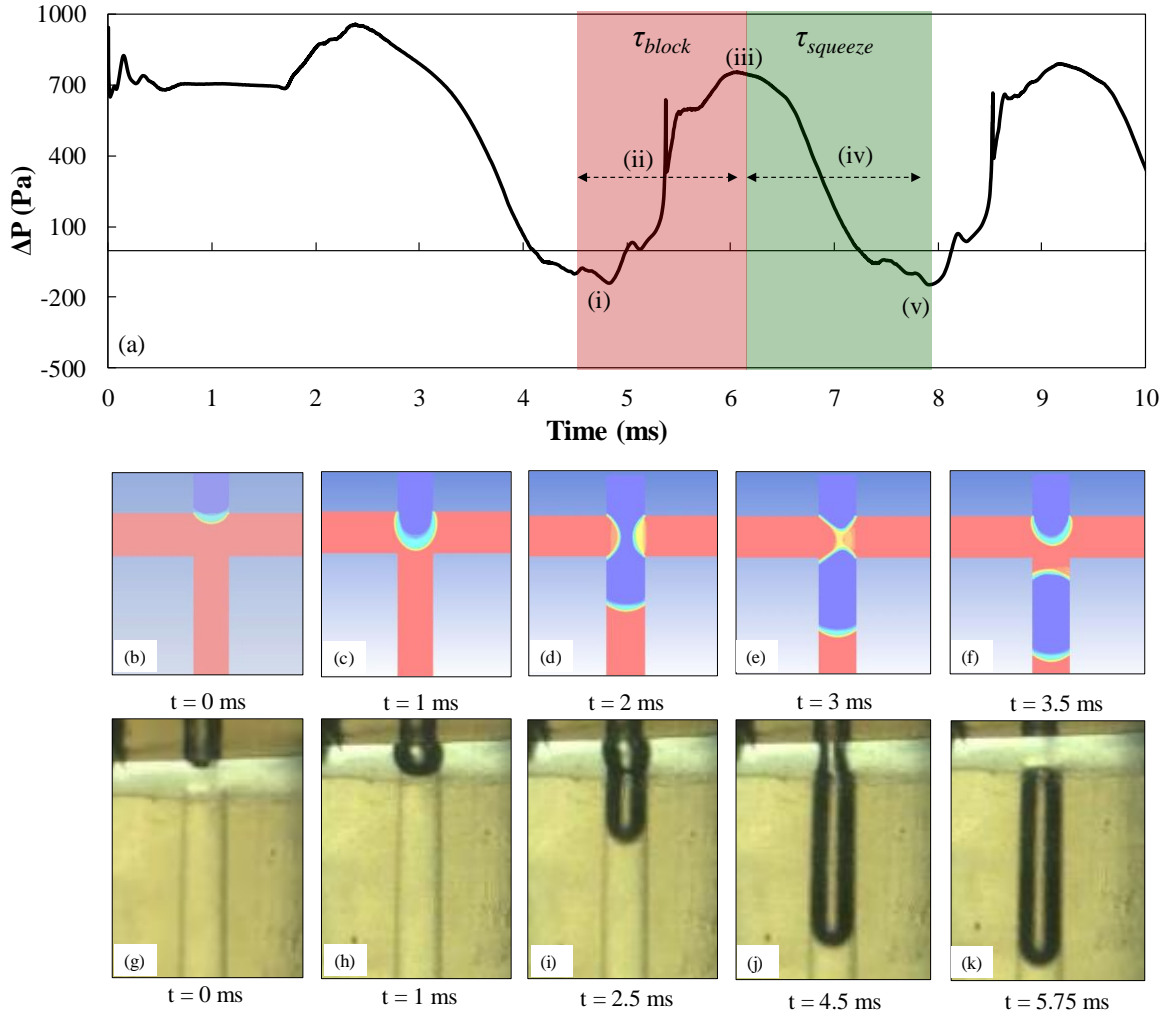 1000
τblock
τsqueeze
(iii)
700
400
(ii)
(iv)
ΔP (Pa)
100
-200
(i)
(v)
(a)
-500
0 1 2 3 4 5 6 7 8 9 10
Time (ms)
(b) (c) (d) (e) (f)
t = 0 ms t = 1 ms t = 2 ms t = 3 ms t = 3.5 ms
(g) (h) (i) (j) (k)
t = 0 ms t = 1 ms t = 2.5 ms t = 4.5 ms t = 5.75 ms